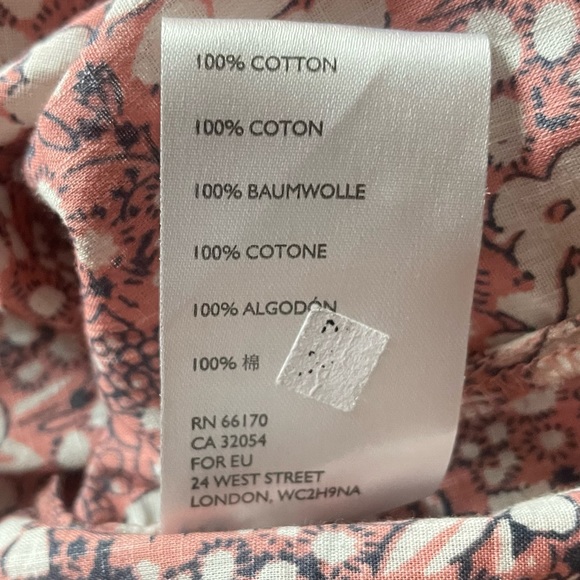 100% COTTON
100% COTON
100% BAUMWOLLE
100% COTONE
100% ALGODÓN
100% 棉
RN 66170
CA 32054
FOR EU
24 WEST STREET
LONDON, WC2H9NA